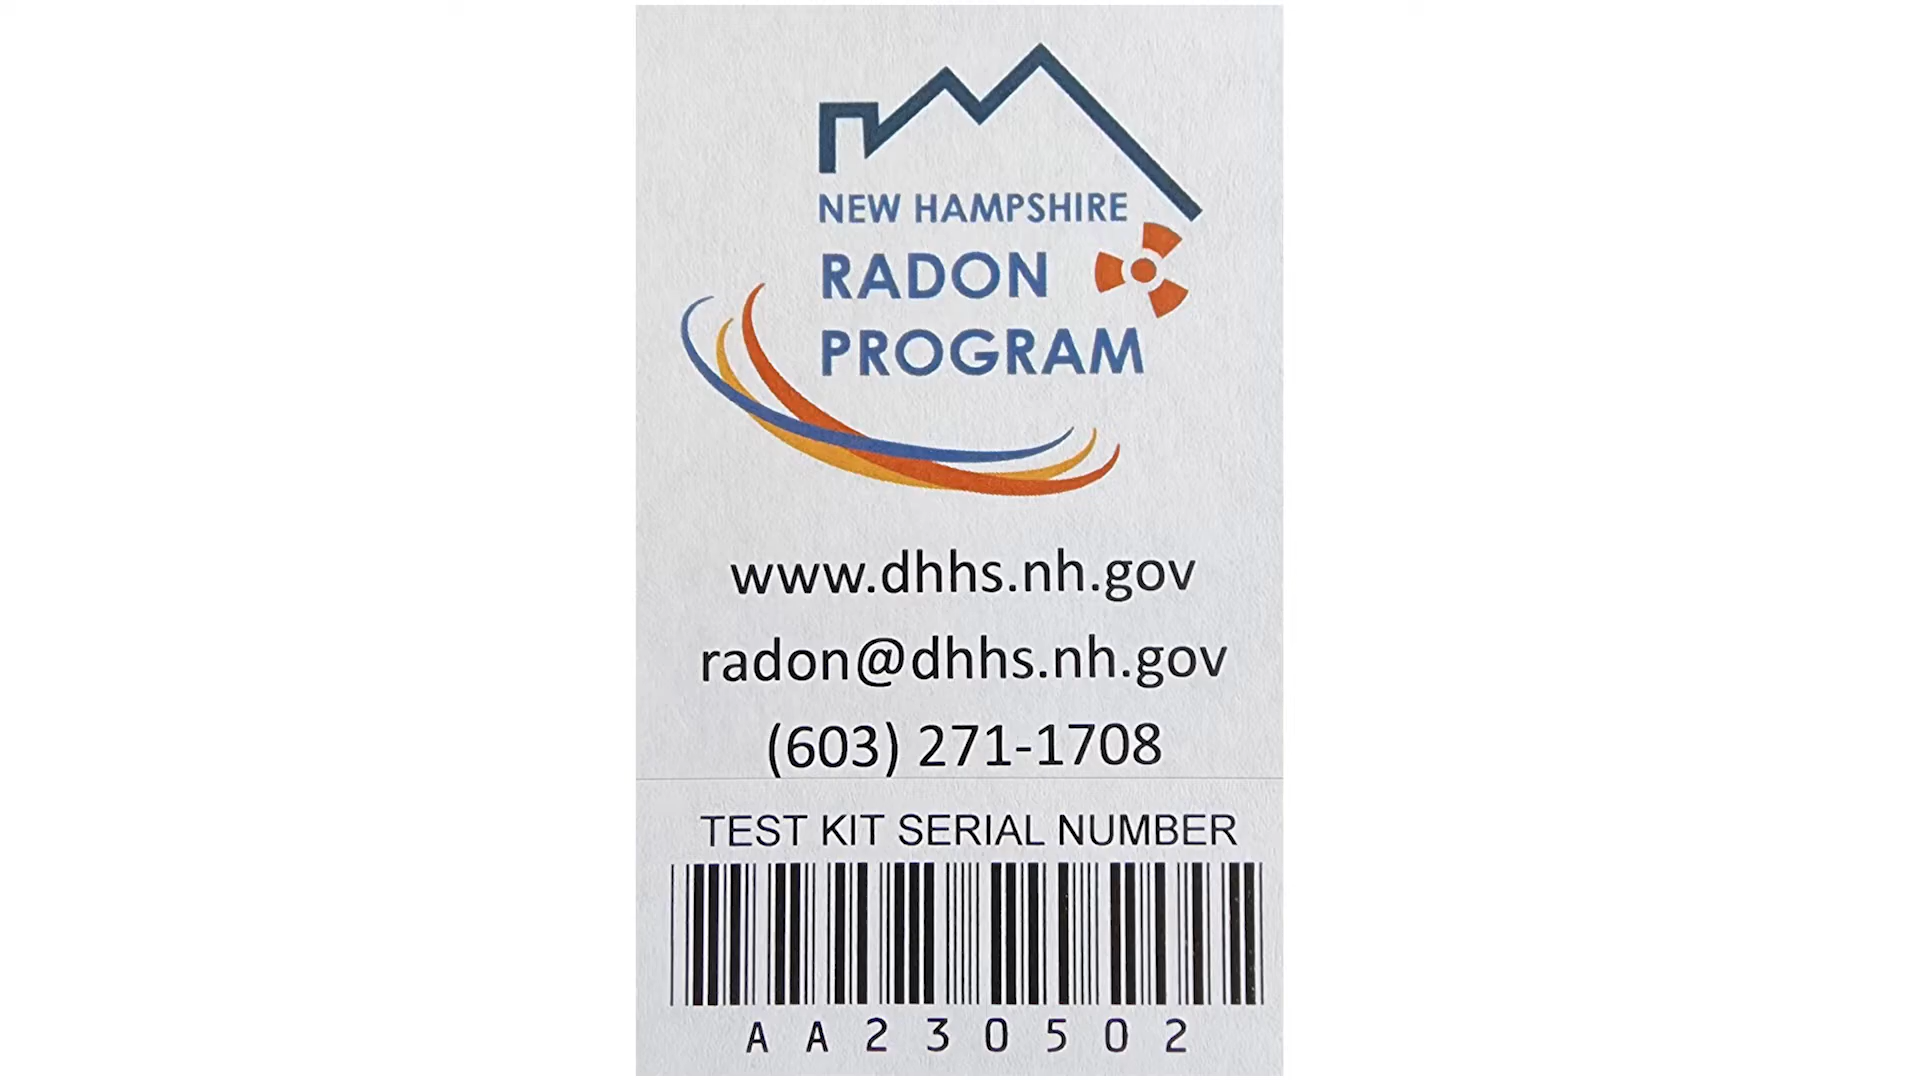 NEW HAMPSHIRE
RADON
PROGRAM
www.dhhs.nh.gov
radon@dhhs.nh.gov
(603) 271-1708
TEST KIT SERIAL NUMBER
AA230502